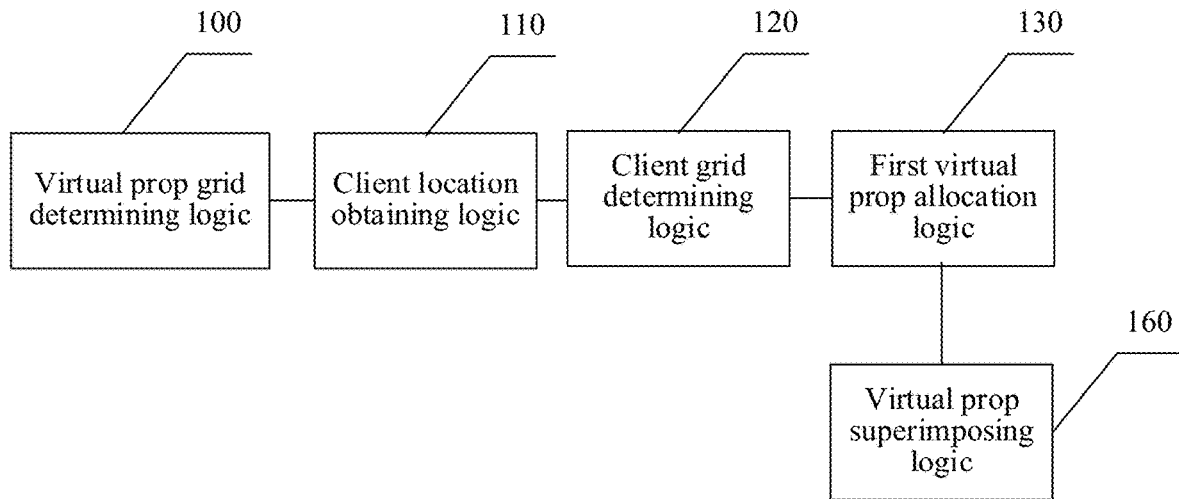 100
110
120
130
Virtual prop grid
determining logic
Client location
obtaining logic
Client grid
determining
logic
First virtual
prop allocation
logic
160
Virtual prop
superimposing
logic